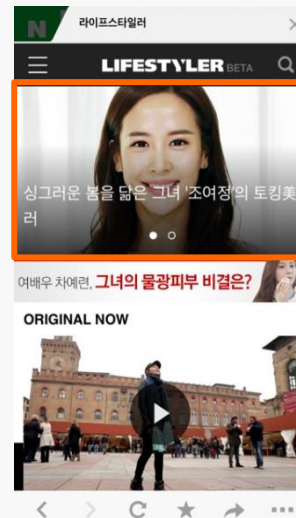 N 라이프스타일러
LIFESTYLER BETA
싱그러운 봄을 닮은 그녀 '조여정'의 토킹美
러
여배우 차예련, 그녀의 물광피부 비결은?
ORIGINAL NOW